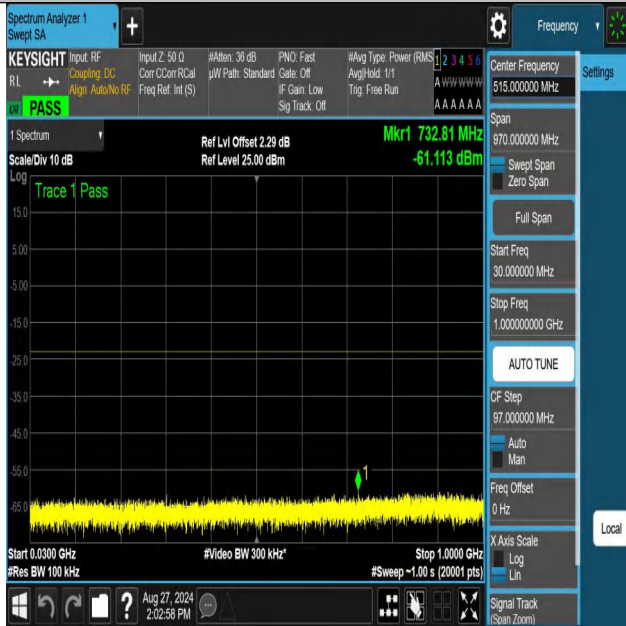 Spectrum Analyzer 1
Swept SA
+
Frequency
KEYSIGHT
RL
PASS
Input: RF
Coupling: DC
Align: Auto/No RF
Input Z: 50 Ω
Corr CCorr RCal
Freq Ref: Int (S)
#Atten: 36 dB
µW Path: Standard
PNO: Fast
Gate: Off
IF Gain: Low
Sig Track: Off
#Avg Type: Power (RMS
Avg|Hold: 1/1
Trig: Free Run
1 2 3 4 5 6
A W W W W W
A A A A A A
1 Spectrum
Scale/Div 10 dB
Ref Lvl Offset 2.29 dB
Ref Level 25.00 dBm
Mkr1 732.81 MHz
-61.113 dBm
Log
Trace 1 Pass
15.0
5.00
-5.00
-15.0
-25.0
-35.0
-45.0
-55.0
-65.0
1
Start 0.0300 GHz
#Res BW 100 kHz
#Video BW 300 kHz*
Stop 1.0000 GHz
#Sweep ~1.00 s (20001 pts)
Aug 27, 2024
2:02:58 PM
Center Frequency
515.000000 MHz
Settings
Span
970.000000 MHz
Swept Span
Zero Span
Full Span
Start Freq
30.000000 MHz
Stop Freq
1.000000000 GHz
AUTO TUNE
CF Step
97.000000 MHz
Auto
Man
Freq Offset
0 Hz
Local
X Axis Scale
Log
Lin
Signal Track
(Span Zoom)